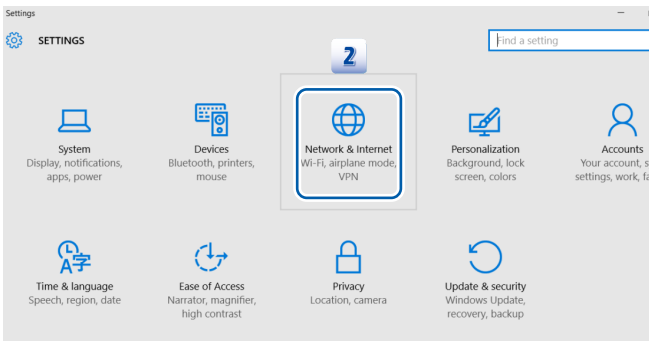 Settings
SETTINGS
Find a setting
2
System
Display, notifications,
apps, power
Devices
Bluetooth, printers,
mouse
Network & Internet
Wi-Fi, airplane mode,
VPN
Personalization
Background, lock
screen, colors
Accounts
Your account, s
settings, work, fa
A字
Time & language
Speech, region, date
Ease of Access
Narrator, magnifier,
high contrast
Privacy
Location, camera
Update & security
Windows Update,
recovery, backup